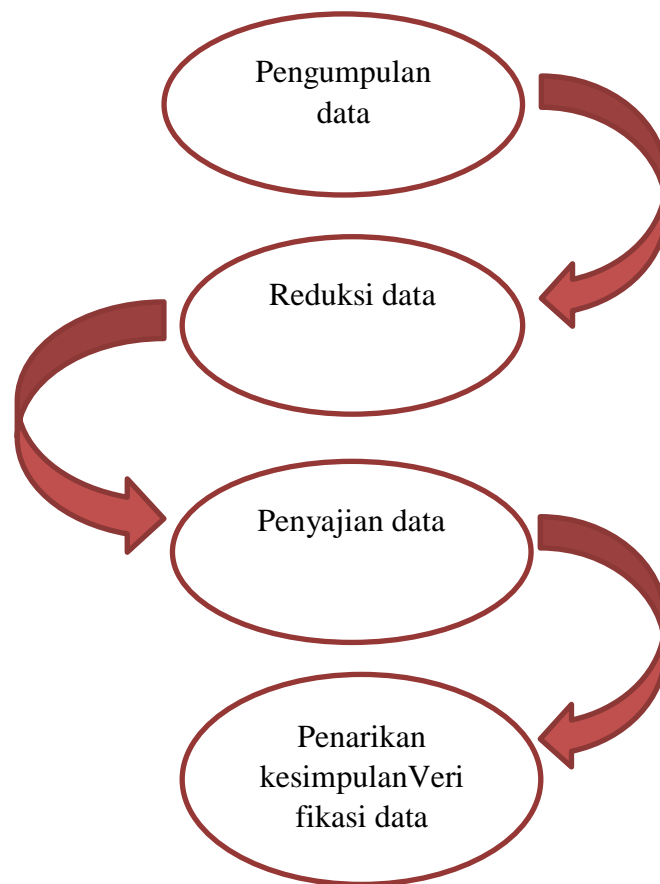 Pengumpulan
data
Reduksi data
Penyajian data
Penarikan
kesimpulanVeri
fikasi data